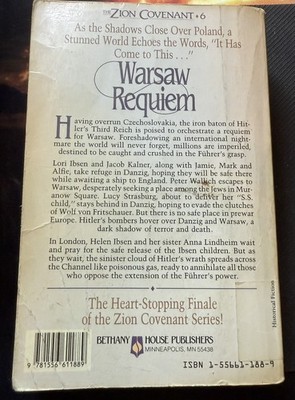 THE ZION COVENANT • 6
As the Shadows Close Over Poland, a
Stunned World Echoes the Words, "It Has
Come to This . . ."
Warsaw
Requiem
Having overrun Czechoslovakia, the iron baton of Hit-
ler's Third Reich is poised to orchestrate a requiem
for Warsaw. Foreshadowing an international night-
mare the world will never forget, millions are imperiled,
destined to be caught and crushed in the Führer's grasp.
Lori Ibsen and Jacob Kalner, along with Jamie, Mark and
Alfie, take refuge in Danzig, hoping they will be safe there
while awaiting a ship to England. Peter Wallich escapes to
Warsaw, desperately seeking a place among the Jews in Mur-
anow Square. Lucy Strasburg, about to deliver her "S.S.
child," stays behind in Danzig, hoping to evade the clutches
of Wolf von Fritschauer. But there is no safe place in prewar
Europe. Hitler's bombers hover over Danzig and Warsaw, a
dark shadow of terror and death.
In London, Helen Ibsen and her sister Anna Lindheim wait
and pray for the safe release of the Ibsen children. But as
they wait, the sinister cloud of Hitler's wrath spreads across
the Channel like poisonous gas, ready to annihilate all those
who oppose the extension of the Führer's power.
The Heart-Stopping Finale
of the Zion Covenant Series!
Historical Fiction
9 781556 611889
BETHANY HOUSE PUBLISHERS
MINNEAPOLIS, MN 55438
ISBN 1-55661-188-9